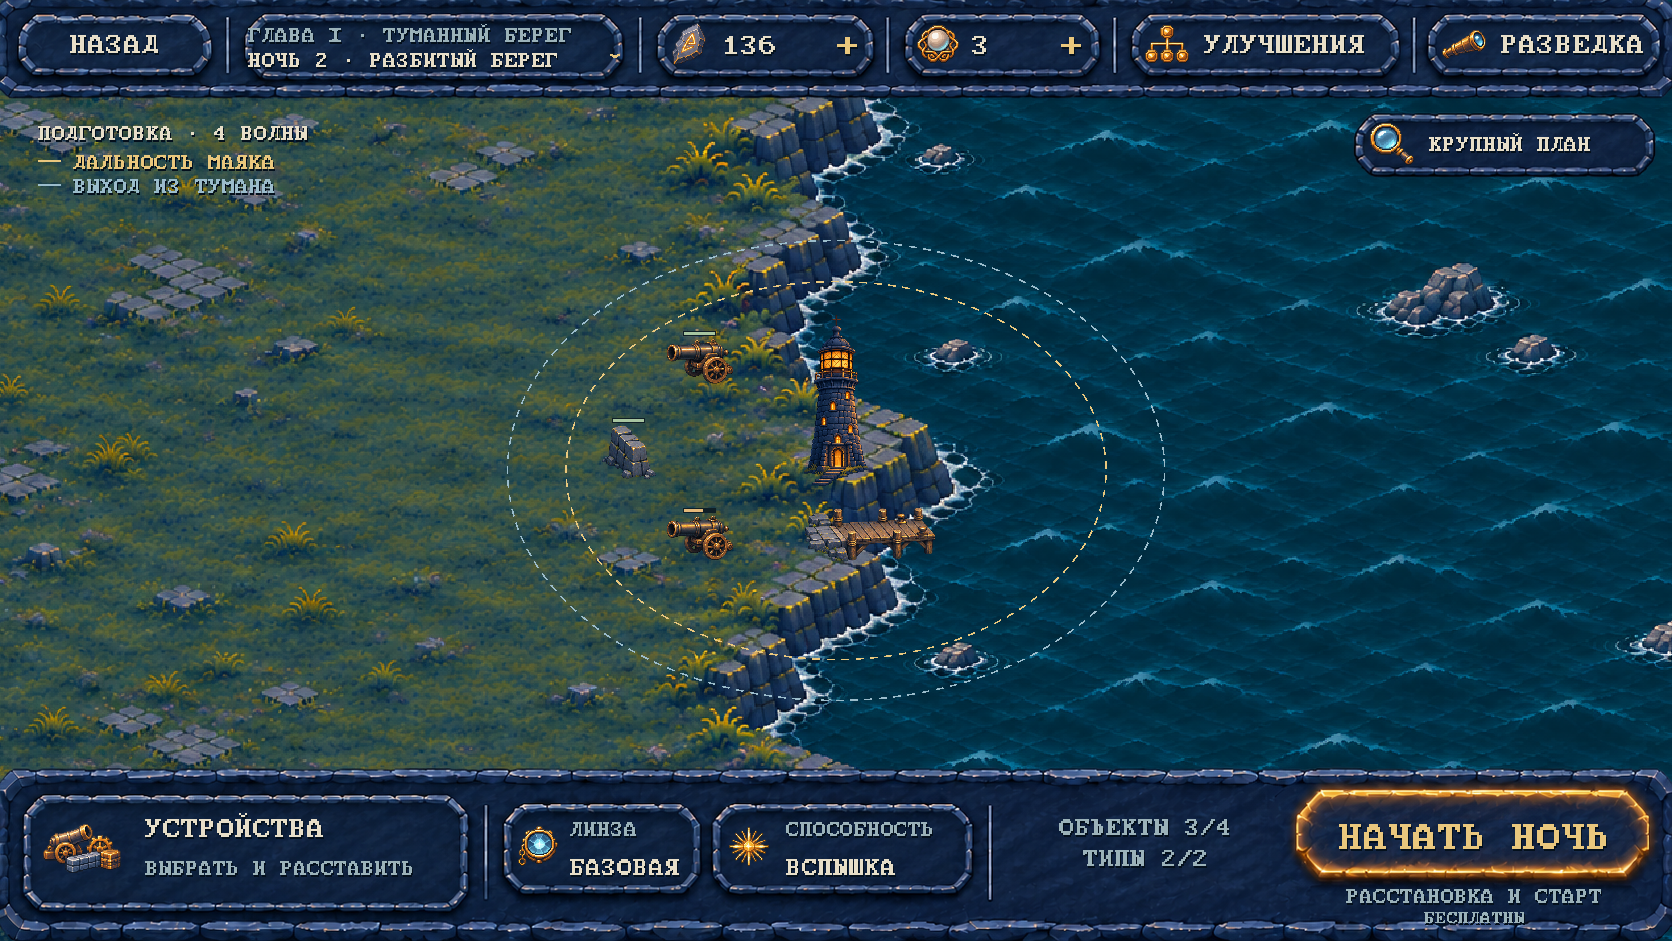 НАЗАД
ГЛАВА I · ТУМАННЫЙ БЕРЕГ
НОЧЬ 2 · РАЗБИТЫЙ БЕРЕГ
136 +
3 +
УЛУЧШЕНИЯ
РАЗВЕДКА
ПОДГОТОВКА · 4 ВОЛНЫ
ДАЛЬНОСТЬ МАЯКА
ВЫХОД ИЗ ТУМАНА
КРУПНЫЙ ПЛАН
УСТРОЙСТВА
ВЫБРАТЬ И РАССТАВИТЬ
ЛИНЗА
БАЗОВАЯ
СПОСОБНОСТЬ
ВСПЫШКА
ОБЪЕКТЫ 3/4
ТИПЫ 2/2
НАЧАТЬ НОЧЬ
РАССТАНОВКА И СТАРТ
БЕСПЛАТНЫ